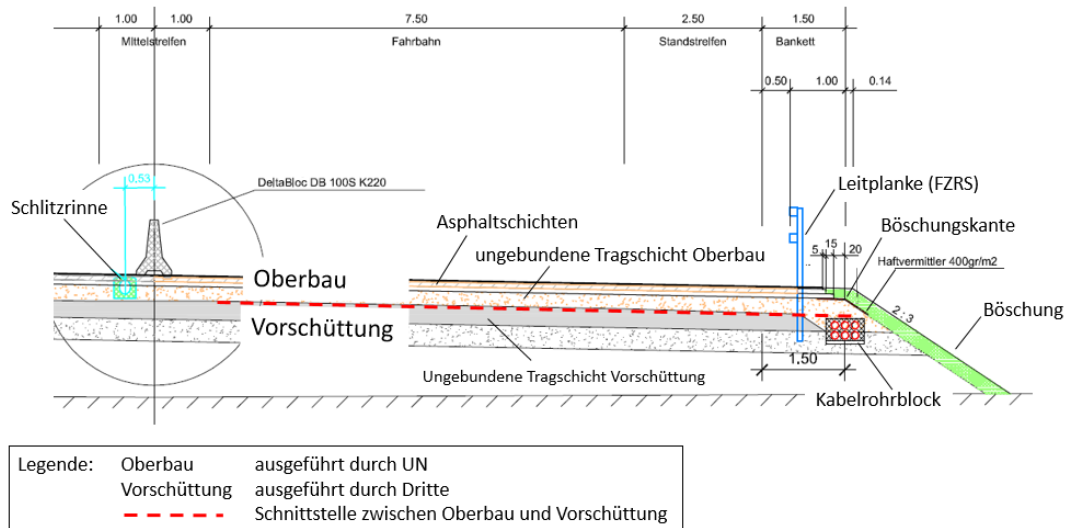 1.00 1.00 7.50 2.50 1.50
Mittelstreifen Fahrbahn Standstreifen Bankett
0.50 1.00 0.14
0.53
DeltaBloc DB 100S K220
Schlitzrinne
Leitplanke (FZRS)
Asphaltschichten
Böschungskante
ungebundene Tragschicht Oberbau
5 15 20
Haftvermittler 400gr/m2
Oberbau
Vorschüttung
2:3
Böschung
1.50
Ungebundene Tragschicht Vorschüttung
Kabelrohrblock
Legende: Oberbau ausgeführt durch UN
Vorschüttung ausgeführt durch Dritte
Schnittstelle zwischen Oberbau und Vorschüttung